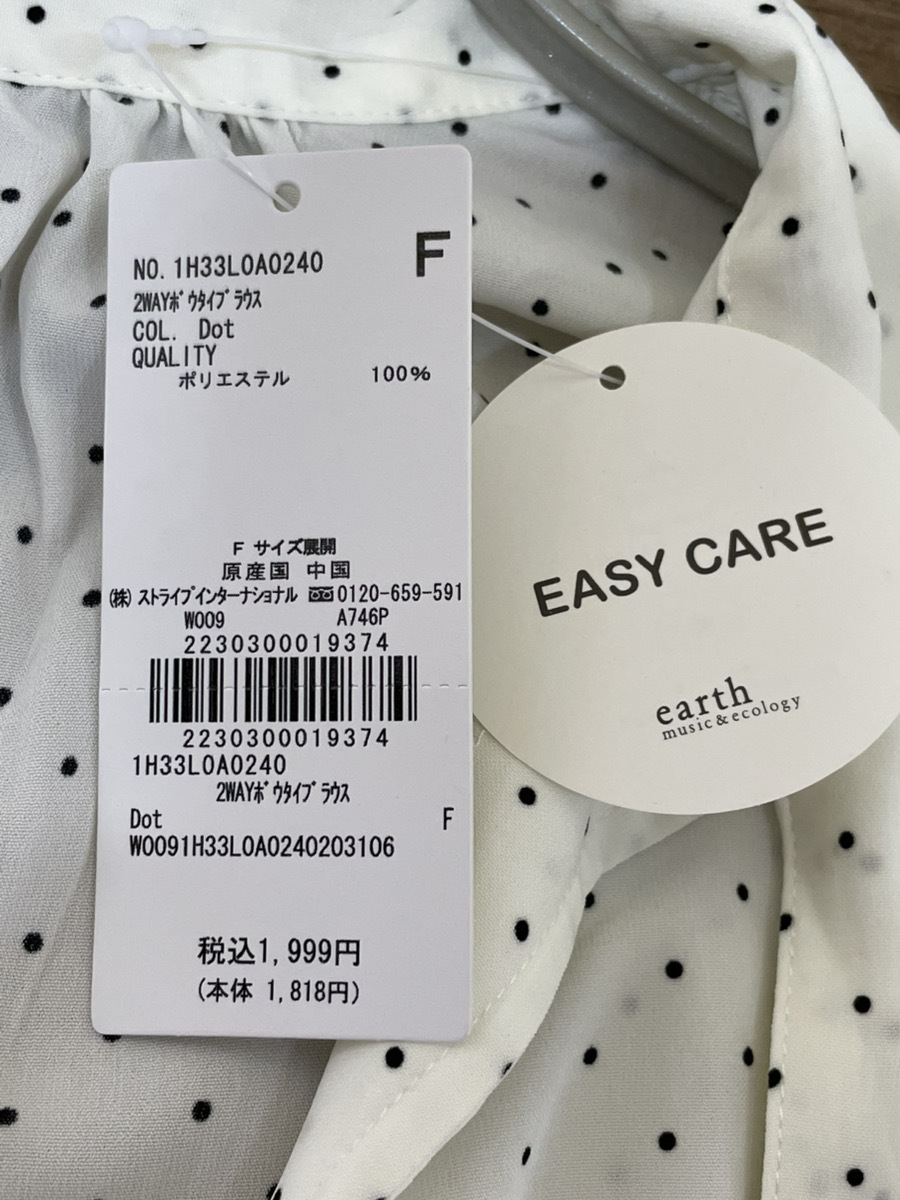 NO. 1H33L0A0240 F
2WAYﾎﾞｳﾀｲﾌﾞﾗｳｽ
COL. Dot
QUALITY
ポリエステル 100%
F サイズ展開
原産国 中国
(株) ストライプインターナショナル 0120-659-591
W009 A746P
2230300019374
2230300019374
1H33L0A0240
2WAYﾎﾞｳﾀｲﾌﾞﾗｳｽ
Dot F
W0091H33L0A0240203106
税込1,999円
(本体 1,818円)
EASY CARE
earth
music&ecology